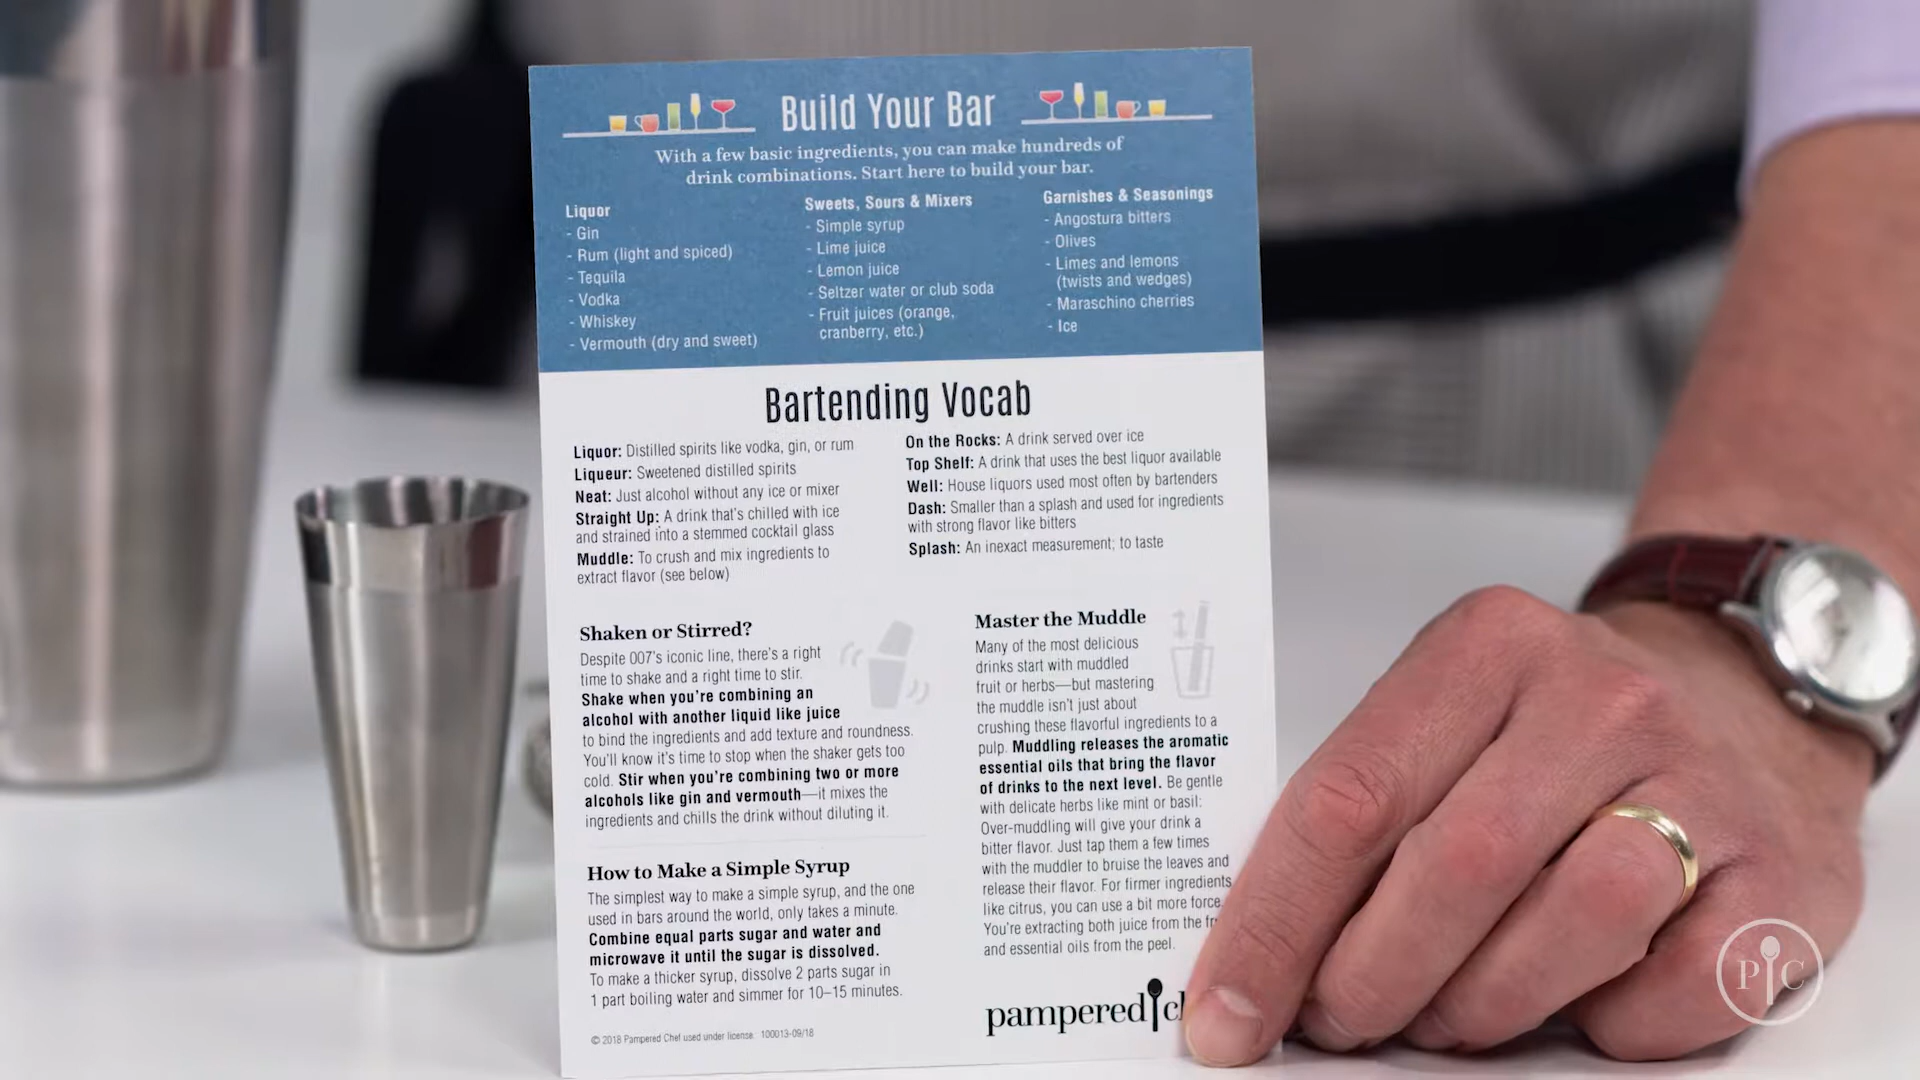 Build Your Bar
With a few basic ingredients, you can make hundreds of
drink combinations. Start here to build your bar.
Liquor
- Gin
- Rum (light and spiced)
- Tequila
- Vodka
- Whiskey
- Vermouth (dry and sweet)
Sweets, Sours & Mixers
- Simple syrup
- Lime juice
- Lemon juice
- Seltzer water or club soda
- Fruit juices (orange,
cranberry, etc.)
Garnishes & Seasonings
- Angostura bitters
- Olives
- Limes and lemons
(twists and wedges)
- Maraschino cherries
- Ice
Bartending Vocab
Liquor: Distilled spirits like vodka, gin, or rum
Liqueur: Sweetened distilled spirits
Neat: Just alcohol without any ice or mixer
Straight Up: A drink that's chilled with ice
and strained into a stemmed cocktail glass
Muddle: To crush and mix ingredients to
extract flavor (see below)
On the Rocks: A drink served over ice
Top Shelf: A drink that uses the best liquor available
Well: House liquors used most often by bartenders
Dash: Smaller than a splash and used for ingredients
with strong flavor like bitters
Splash: An inexact measurement; to taste
Shaken or Stirred?
Despite 007's iconic line, there's a right
time to shake and a right time to stir.
Shake when you're combining an
alcohol with another liquid like juice
to bind the ingredients and add texture and roundness.
You'll know it's time to stop when the shaker gets too
cold. Stir when you're combining two or more
alcohols like gin and vermouth—it mixes the
ingredients and chills the drink without diluting it.
How to Make a Simple Syrup
The simplest way to make a simple syrup, and the one
used in bars around the world, only takes a minute.
Combine equal parts sugar and water and
microwave it until the sugar is dissolved.
To make a thicker syrup, dissolve 2 parts sugar in
1 part boiling water and simmer for 10–15 minutes.
© 2018 Pampered Chef used under license. 100013-09/18
Master the Muddle
Many of the most delicious
drinks start with muddled
fruit or herbs—but mastering
the muddle isn't just about
crushing these flavorful ingredients to a
pulp. Muddling releases the aromatic
essential oils that bring the flavor
of drinks to the next level. Be gentle
with delicate herbs like mint or basil:
Over-muddling will give your drink a
bitter flavor. Just tap them a few times
with the muddler to bruise the leaves and
release their flavor. For firmer ingredients
like citrus, you can use a bit more force.
You're extracting both juice from the
and essential oils from the peel.
pampered
PC